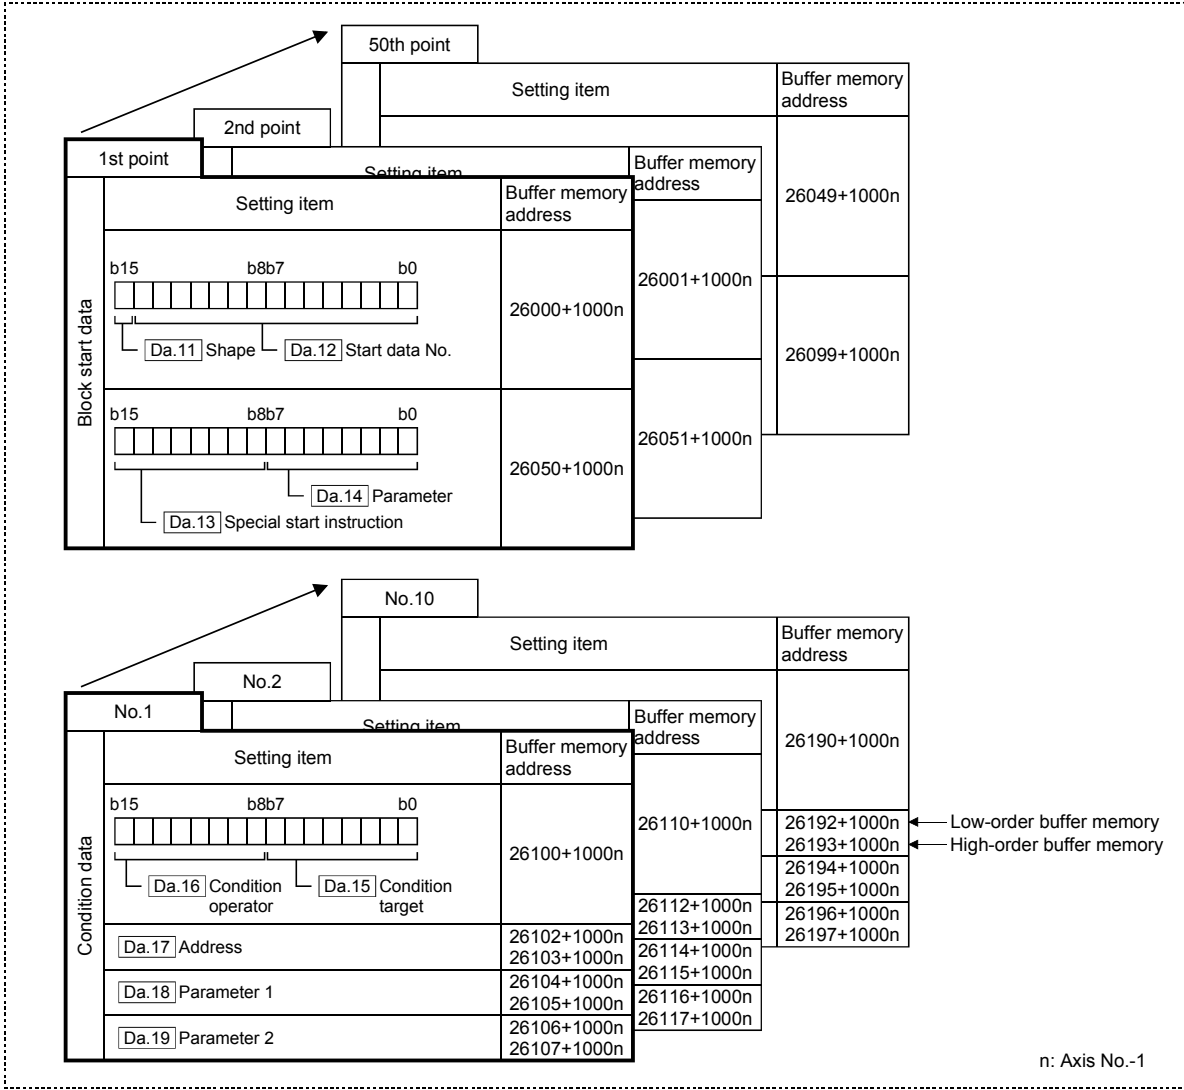 50th point
Setting item
Buffer memory
address
26049+1000n
26099+1000n
2nd point
Setting item
Buffer memory
address
26001+1000n
26051+1000n
1st point
Block start data
Setting item
Buffer memory
address
b15 b8b7 b0
Da.11 Shape Da.12 Start data No.
26000+1000n
b15 b8b7 b0
Da.14 Parameter
Da.13 Special start instruction
26050+1000n
No.10
Setting item
Buffer memory
address
26190+1000n
26192+1000n Low-order buffer memory
26193+1000n High-order buffer memory
26194+1000n
26195+1000n
26196+1000n
26197+1000n
No.2
Setting item
Buffer memory
address
26110+1000n
26112+1000n
26113+1000n
26114+1000n
26115+1000n
26116+1000n
26117+1000n
No.1
Condition data
Setting item
Buffer memory
address
b15 b8b7 b0
Da.16 Condition
operator
Da.15 Condition
target
26100+1000n
Da.17 Address
26102+1000n
26103+1000n
Da.18 Parameter 1
26104+1000n
26105+1000n
Da.19 Parameter 2
26106+1000n
26107+1000n
n: Axis No.-1